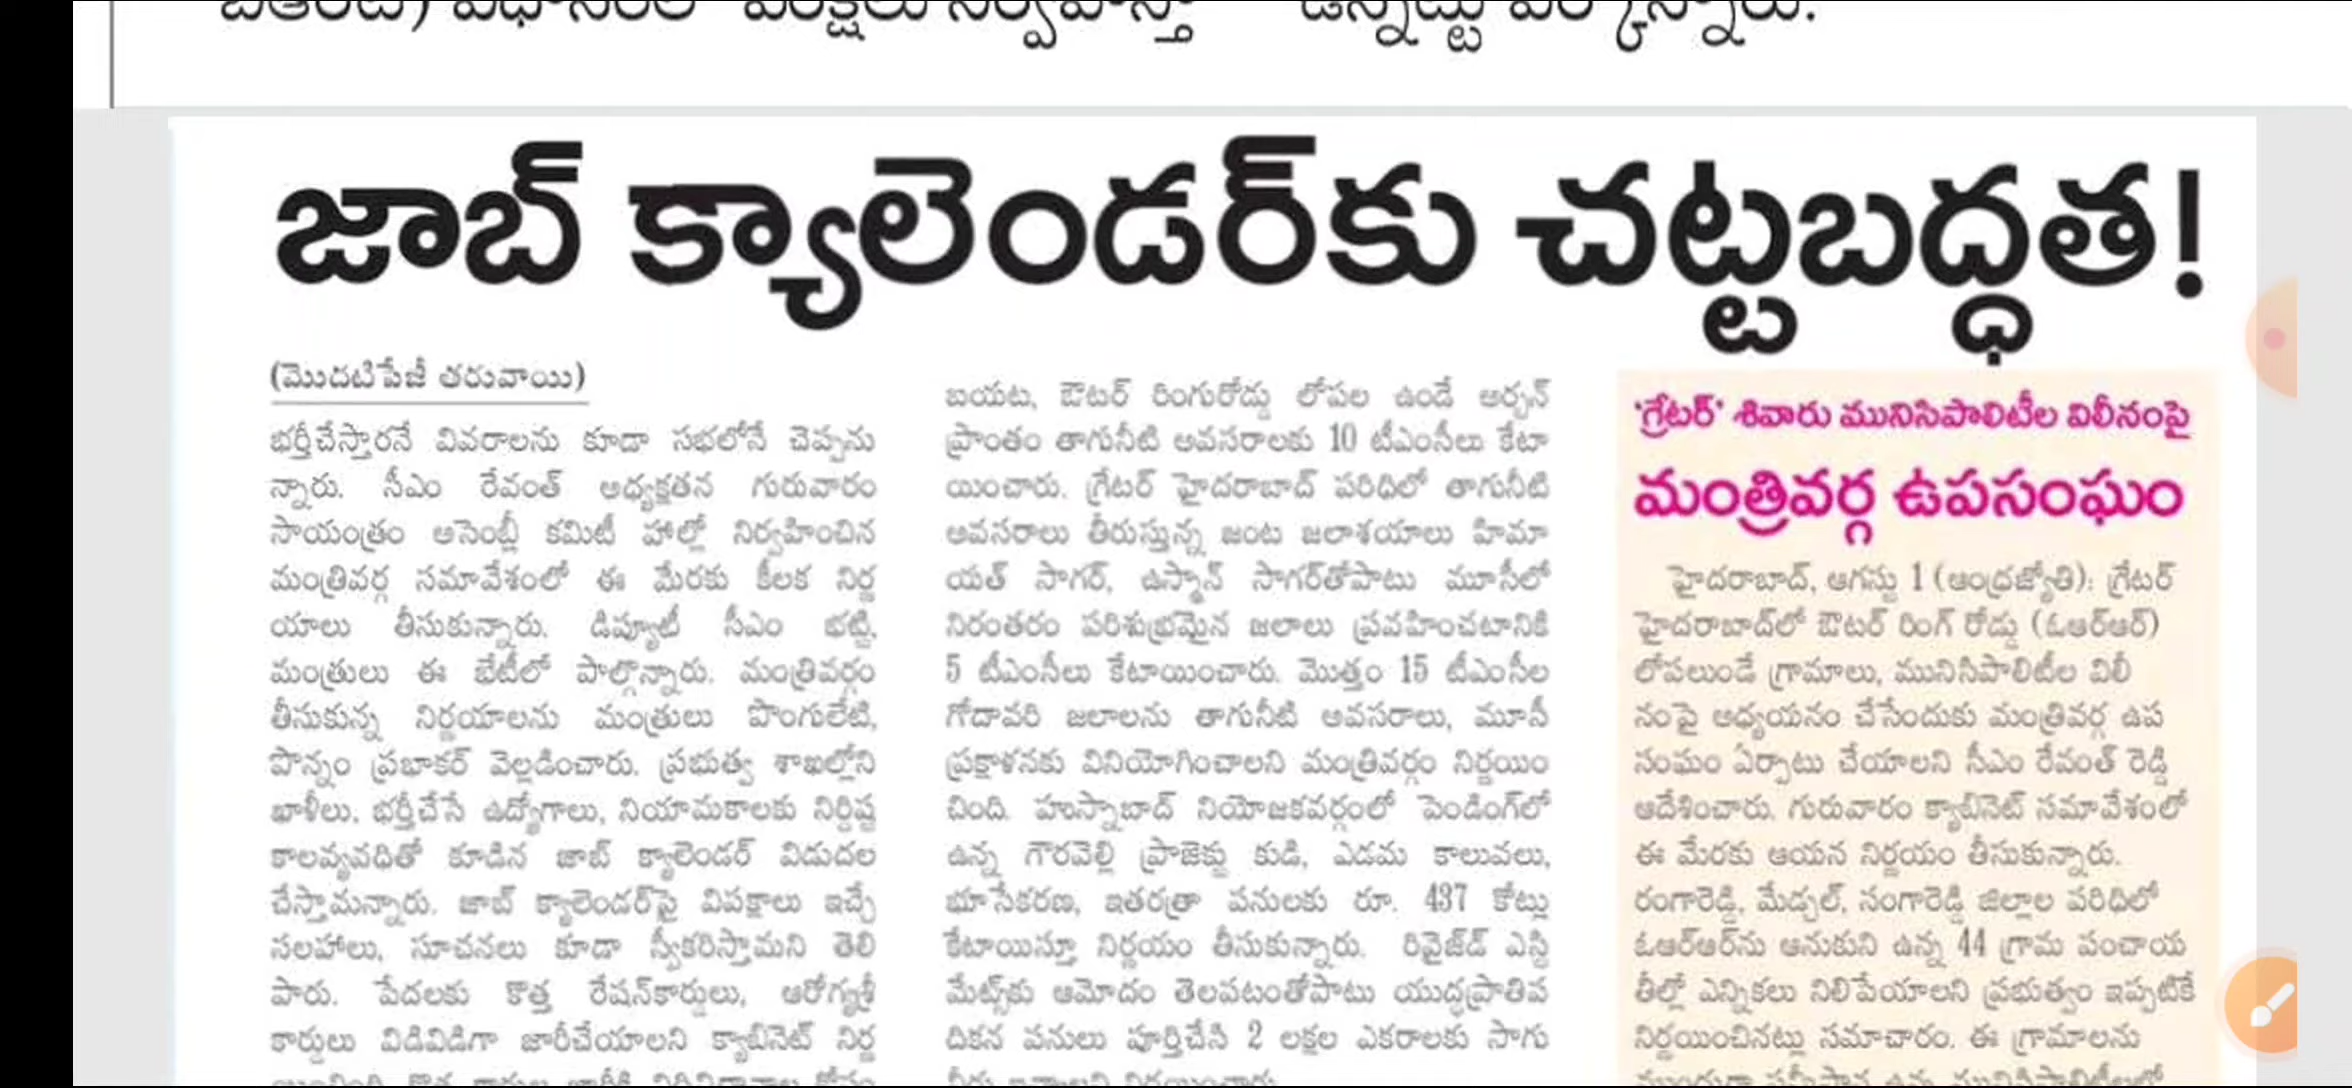 జాబ్ క్యాలెండర్‌కు చట్టబద్ధత!
(మొదటిపేజీ తరువాయి)
భర్తీచేస్తారనే వివరాలను కూడా సభలోనే చెప్పను
న్నారు. సీఎం రేవంత్ అధ్యక్షతన గురువారం
సాయంత్రం అసెంబ్లీ కమిటీ హాల్లో నిర్వహించిన
మంత్రివర్గ సమావేశంలో ఈ మేరకు కీలక నిర్ణ
యాలు తీసుకున్నారు. డిప్యూటీ సీఎం భట్టి,
మంత్రులు ఈ భేటీలో పాల్గొన్నారు. మంత్రివర్గం
తీసుకున్న నిర్ణయాలను మంత్రులు పొంగులేటి,
పొన్నం ప్రభాకర్ వెల్లడించారు. ప్రభుత్వ శాఖల్లోని
ఖాళీలు, భర్తీచేసే ఉద్యోగాలు, నియామకాలకు నిర్దిష్ట
కాలవ్యవధితో కూడిన జాబ్ క్యాలెండర్ విడుదల
చేస్తామన్నారు. జాబ్ క్యాలెండర్‌పై విపక్షాలు ఇచ్చే
సలహాలు, సూచనలు కూడా స్వీకరిస్తామని తెలి
పారు. పేదలకు కొత్త రేషన్‌కార్డులు, ఆరోగ్యశ్రీ
కార్డులు విడివిడిగా జారీచేయాలని క్యాబినెట్ నిర్ణ
బయట, ఔటర్ రింగురోడ్డు లోపల ఉండే అర్బన్
ప్రాంతం తాగునీటి అవసరాలకు 10 టీఎంసీలు కేటా
యించారు. గ్రేటర్ హైదరాబాద్ పరిధిలో తాగునీటి
అవసరాలు తీరుస్తున్న జంట జలాశయాలు హిమా
యత్ సాగర్, ఉస్మాన్ సాగర్‌తోపాటు మూసీలో
నిరంతరం పరిశుభ్రమైన జలాలు ప్రవహించటానికి
5 టీఎంసీలు కేటాయించారు. మొత్తం 15 టీఎంసీల
గోదావరి జలాలను తాగునీటి అవసరాలు, మూసీ
ప్రక్షాళనకు వినియోగించాలని మంత్రివర్గం నిర్ణయిం
చింది. హుస్నాబాద్ నియోజకవర్గంలో పెండింగ్‌లో
ఉన్న గౌరవెల్లి ప్రాజెక్టు కుడి, ఎడమ కాలువలు,
భూసేకరణ, ఇతరత్రా పనులకు రూ. 437 కోట్లు
కేటాయిస్తూ నిర్ణయం తీసుకున్నారు. రివైజ్‌డ్ ఎస్టి
మేట్స్‌కు ఆమోదం తెలపటంతోపాటు యుద్ధప్రాతిప
దికన పనులు పూర్తిచేసి 2 లక్షల ఎకరాలకు సాగు
'గ్రేటర్' శివారు మునిసిపాలిటీల విలీనంపై
మంత్రివర్గ ఉపసంఘం
హైదరాబాద్, ఆగస్టు 1 (ఆంధ్రజ్యోతి): గ్రేటర్
హైదరాబాద్‌లో ఔటర్ రింగ్ రోడ్డు (ఓఆర్ఆర్)
లోపలుండే గ్రామాలు, మునిసిపాలిటీల విలీ
నంపై అధ్యయనం చేసేందుకు మంత్రివర్గ ఉప
సంఘం ఏర్పాటు చేయాలని సీఎం రేవంత్ రెడ్డి
ఆదేశించారు. గురువారం క్యాబినెట్ సమావేశంలో
ఈ మేరకు ఆయన నిర్ణయం తీసుకున్నారు.
రంగారెడ్డి, మేడ్చల్, సంగారెడ్డి జిల్లాల పరిధిలో
ఓఆర్ఆర్‌ను ఆనుకుని ఉన్న 44 గ్రామ పంచాయ
తీల్లో ఎన్నికలు నిలిపేయాలని ప్రభుత్వం ఇప్పటికే
నిర్ణయించినట్లు సమాచారం. ఈ గ్రామాలను